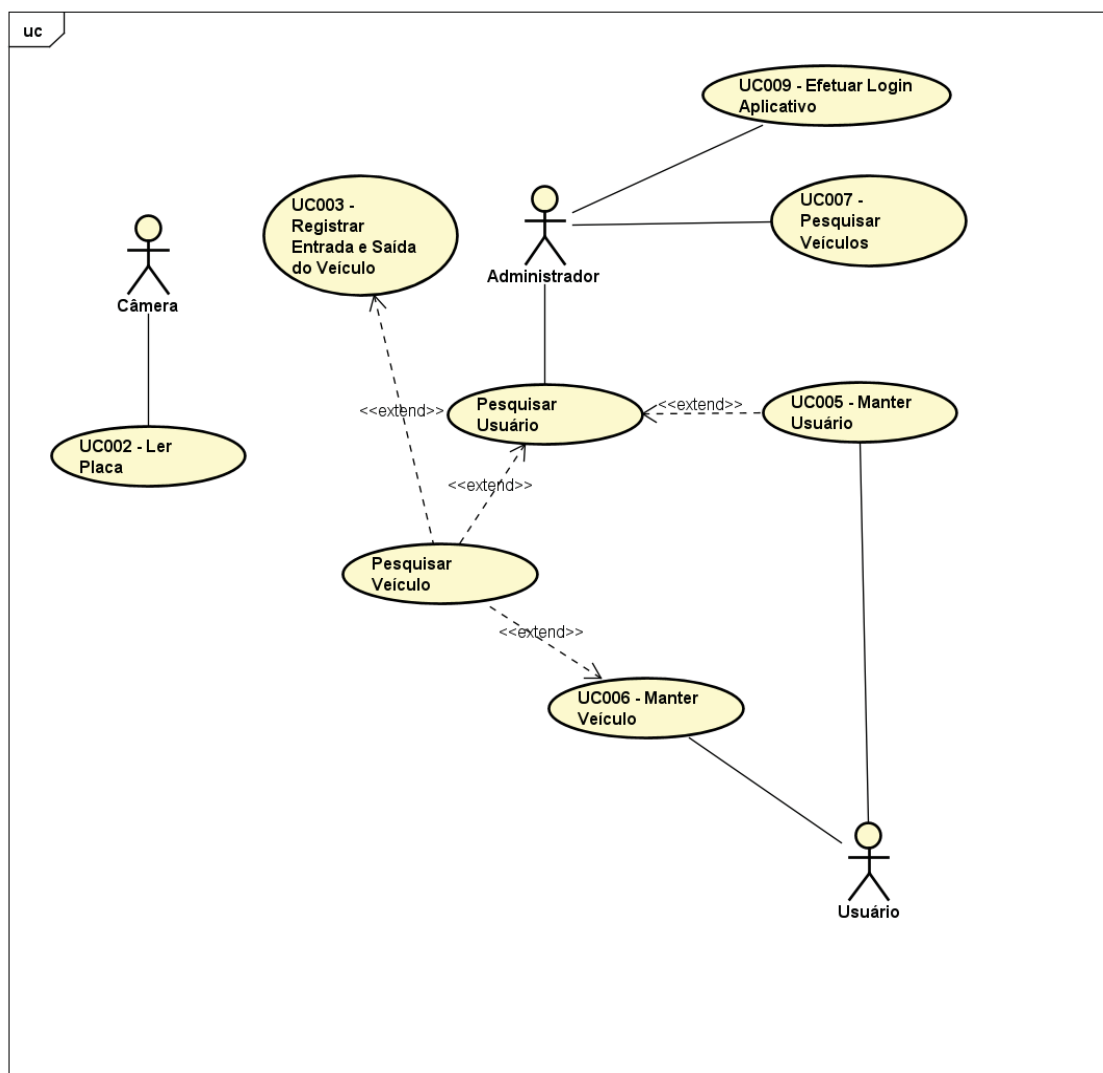 uc
UC009 - Efetuar Login
Aplicativo
UC003 -
Registrar
Entrada e Saída
do Veículo
UC007 -
Pesquisar
Veículos
Administrador
Câmera
<<extend>>
Pesquisar
Usuário
<<extend>>
UC005 - Manter
Usuário
UC002 - Ler
Placa
<<extend>>
Pesquisar
Veículo
<<extend>>
UC006 - Manter
Veículo
Usuário